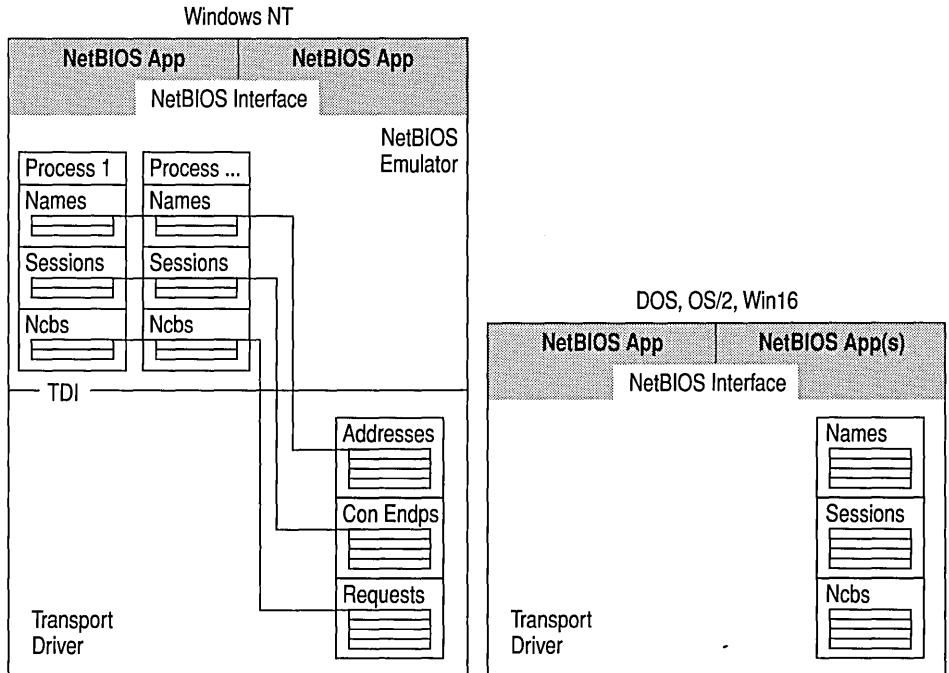 Windows NT
NetBIOS App NetBIOS App
NetBIOS Interface
NetBIOS
Emulator
Process 1 Process ...
Names Names
Sessions Sessions
Ncbs Ncbs
TDI
Addresses
Con Endps
Requests
Transport
Driver
DOS, OS/2, Win16
NetBIOS App NetBIOS App(s)
NetBIOS Interface
Names
Sessions
Ncbs
Transport
Driver